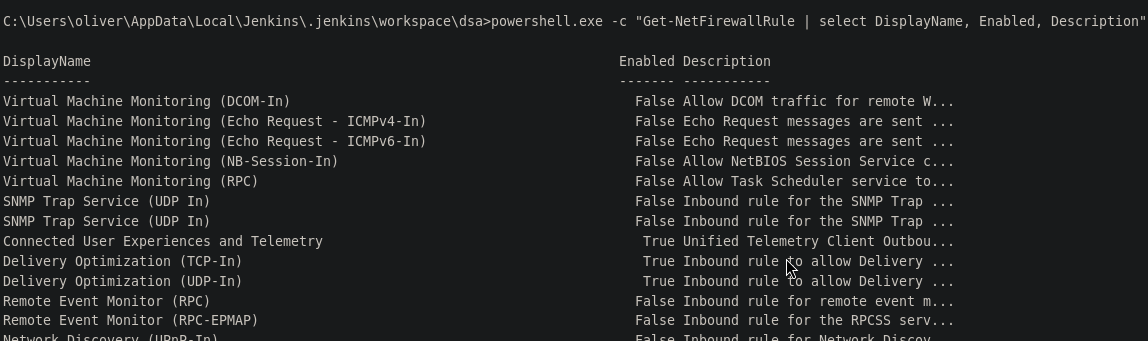 C:\Users\oliver\AppData\Local\Jenkins\.jenkins\workspace\dsa>powershell.exe -c "Get-NetFirewallRule | select DisplayName, Enabled, Description"
DisplayName Enabled Description
----------- ------- -----------
Virtual Machine Monitoring (DCOM-In) False Allow DCOM traffic for remote W...
Virtual Machine Monitoring (Echo Request - ICMPv4-In) False Echo Request messages are sent ...
Virtual Machine Monitoring (Echo Request - ICMPv6-In) False Echo Request messages are sent ...
Virtual Machine Monitoring (NB-Session-In) False Allow NetBIOS Session Service c...
Virtual Machine Monitoring (RPC) False Allow Task Scheduler service to...
SNMP Trap Service (UDP In) False Inbound rule for the SNMP Trap ...
SNMP Trap Service (UDP In) False Inbound rule for the SNMP Trap ...
Connected User Experiences and Telemetry True Unified Telemetry Client Outbou...
Delivery Optimization (TCP-In) True Inbound rule to allow Delivery ...
Delivery Optimization (UDP-In) True Inbound rule to allow Delivery ...
Remote Event Monitor (RPC) False Inbound rule for remote event m...
Remote Event Monitor (RPC-EPMAP) False Inbound rule for the RPCSS serv...
Network Discovery (UPnP-In) False Inbound rule for Network Discov...